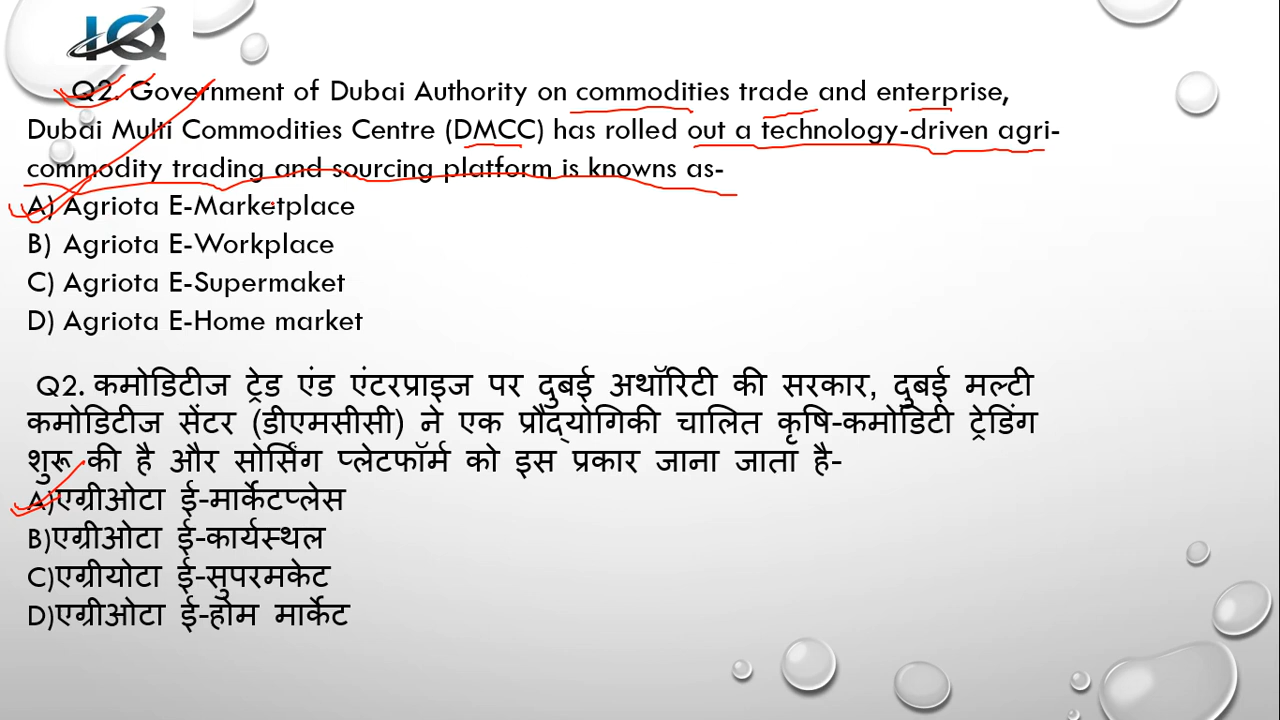 IQ
Q2. Government of Dubai Authority on commodities trade and enterprise,
Dubai Multi Commodities Centre (DMCC) has rolled out a technology-driven agri-
commodity trading and sourcing platform is knowns as-
A) Agriota E-Marketplace
B) Agriota E-Workplace
C) Agriota E-Supermaket
D) Agriota E-Home market
Q2. कमोडिटीज ट्रेड एंड एंटरप्राइज पर दुबई अथॉरिटी की सरकार, दुबई मल्टी
कमोडिटीज सेंटर (डीएमसीसी) ने एक प्रौद्योगिकी चालित कृषि-कमोडिटी ट्रेडिंग
शुरू की है और सोर्सिंग प्लेटफॉर्म को इस प्रकार जाना जाता है-
A)एग्रीओटा ई-मार्केटप्लेस
B)एग्रीओटा ई-कार्यस्थल
C)एग्रीयोटा ई-सुपरमकेट
D)एग्रीओटा ई-होम मार्केट